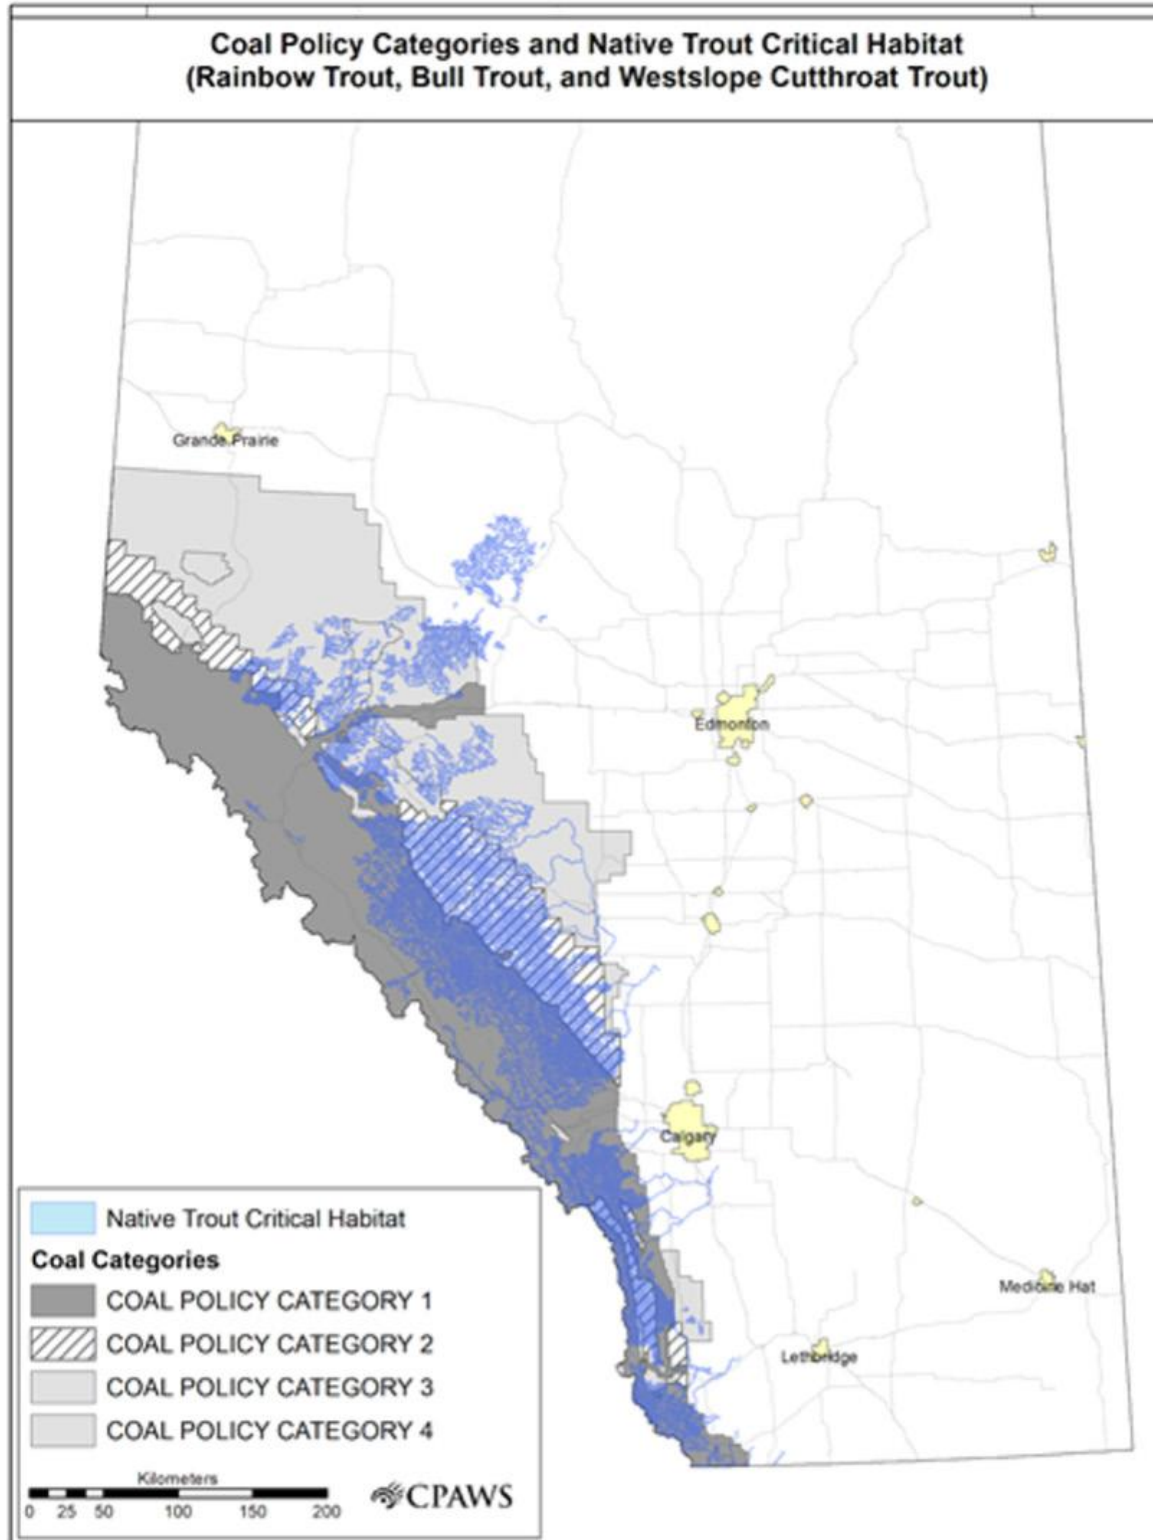 Coal Policy Categories and Native Trout Critical Habitat
(Rainbow Trout, Bull Trout, and Westslope Cutthroat Trout)
Grande Prairie
Edmonton
Calgary
Medicine Hat
Lethbridge
Native Trout Critical Habitat
Coal Categories
COAL POLICY CATEGORY 1
COAL POLICY CATEGORY 2
COAL POLICY CATEGORY 3
COAL POLICY CATEGORY 4
Kilometers
0 25 50 100 150 200
CPAWS